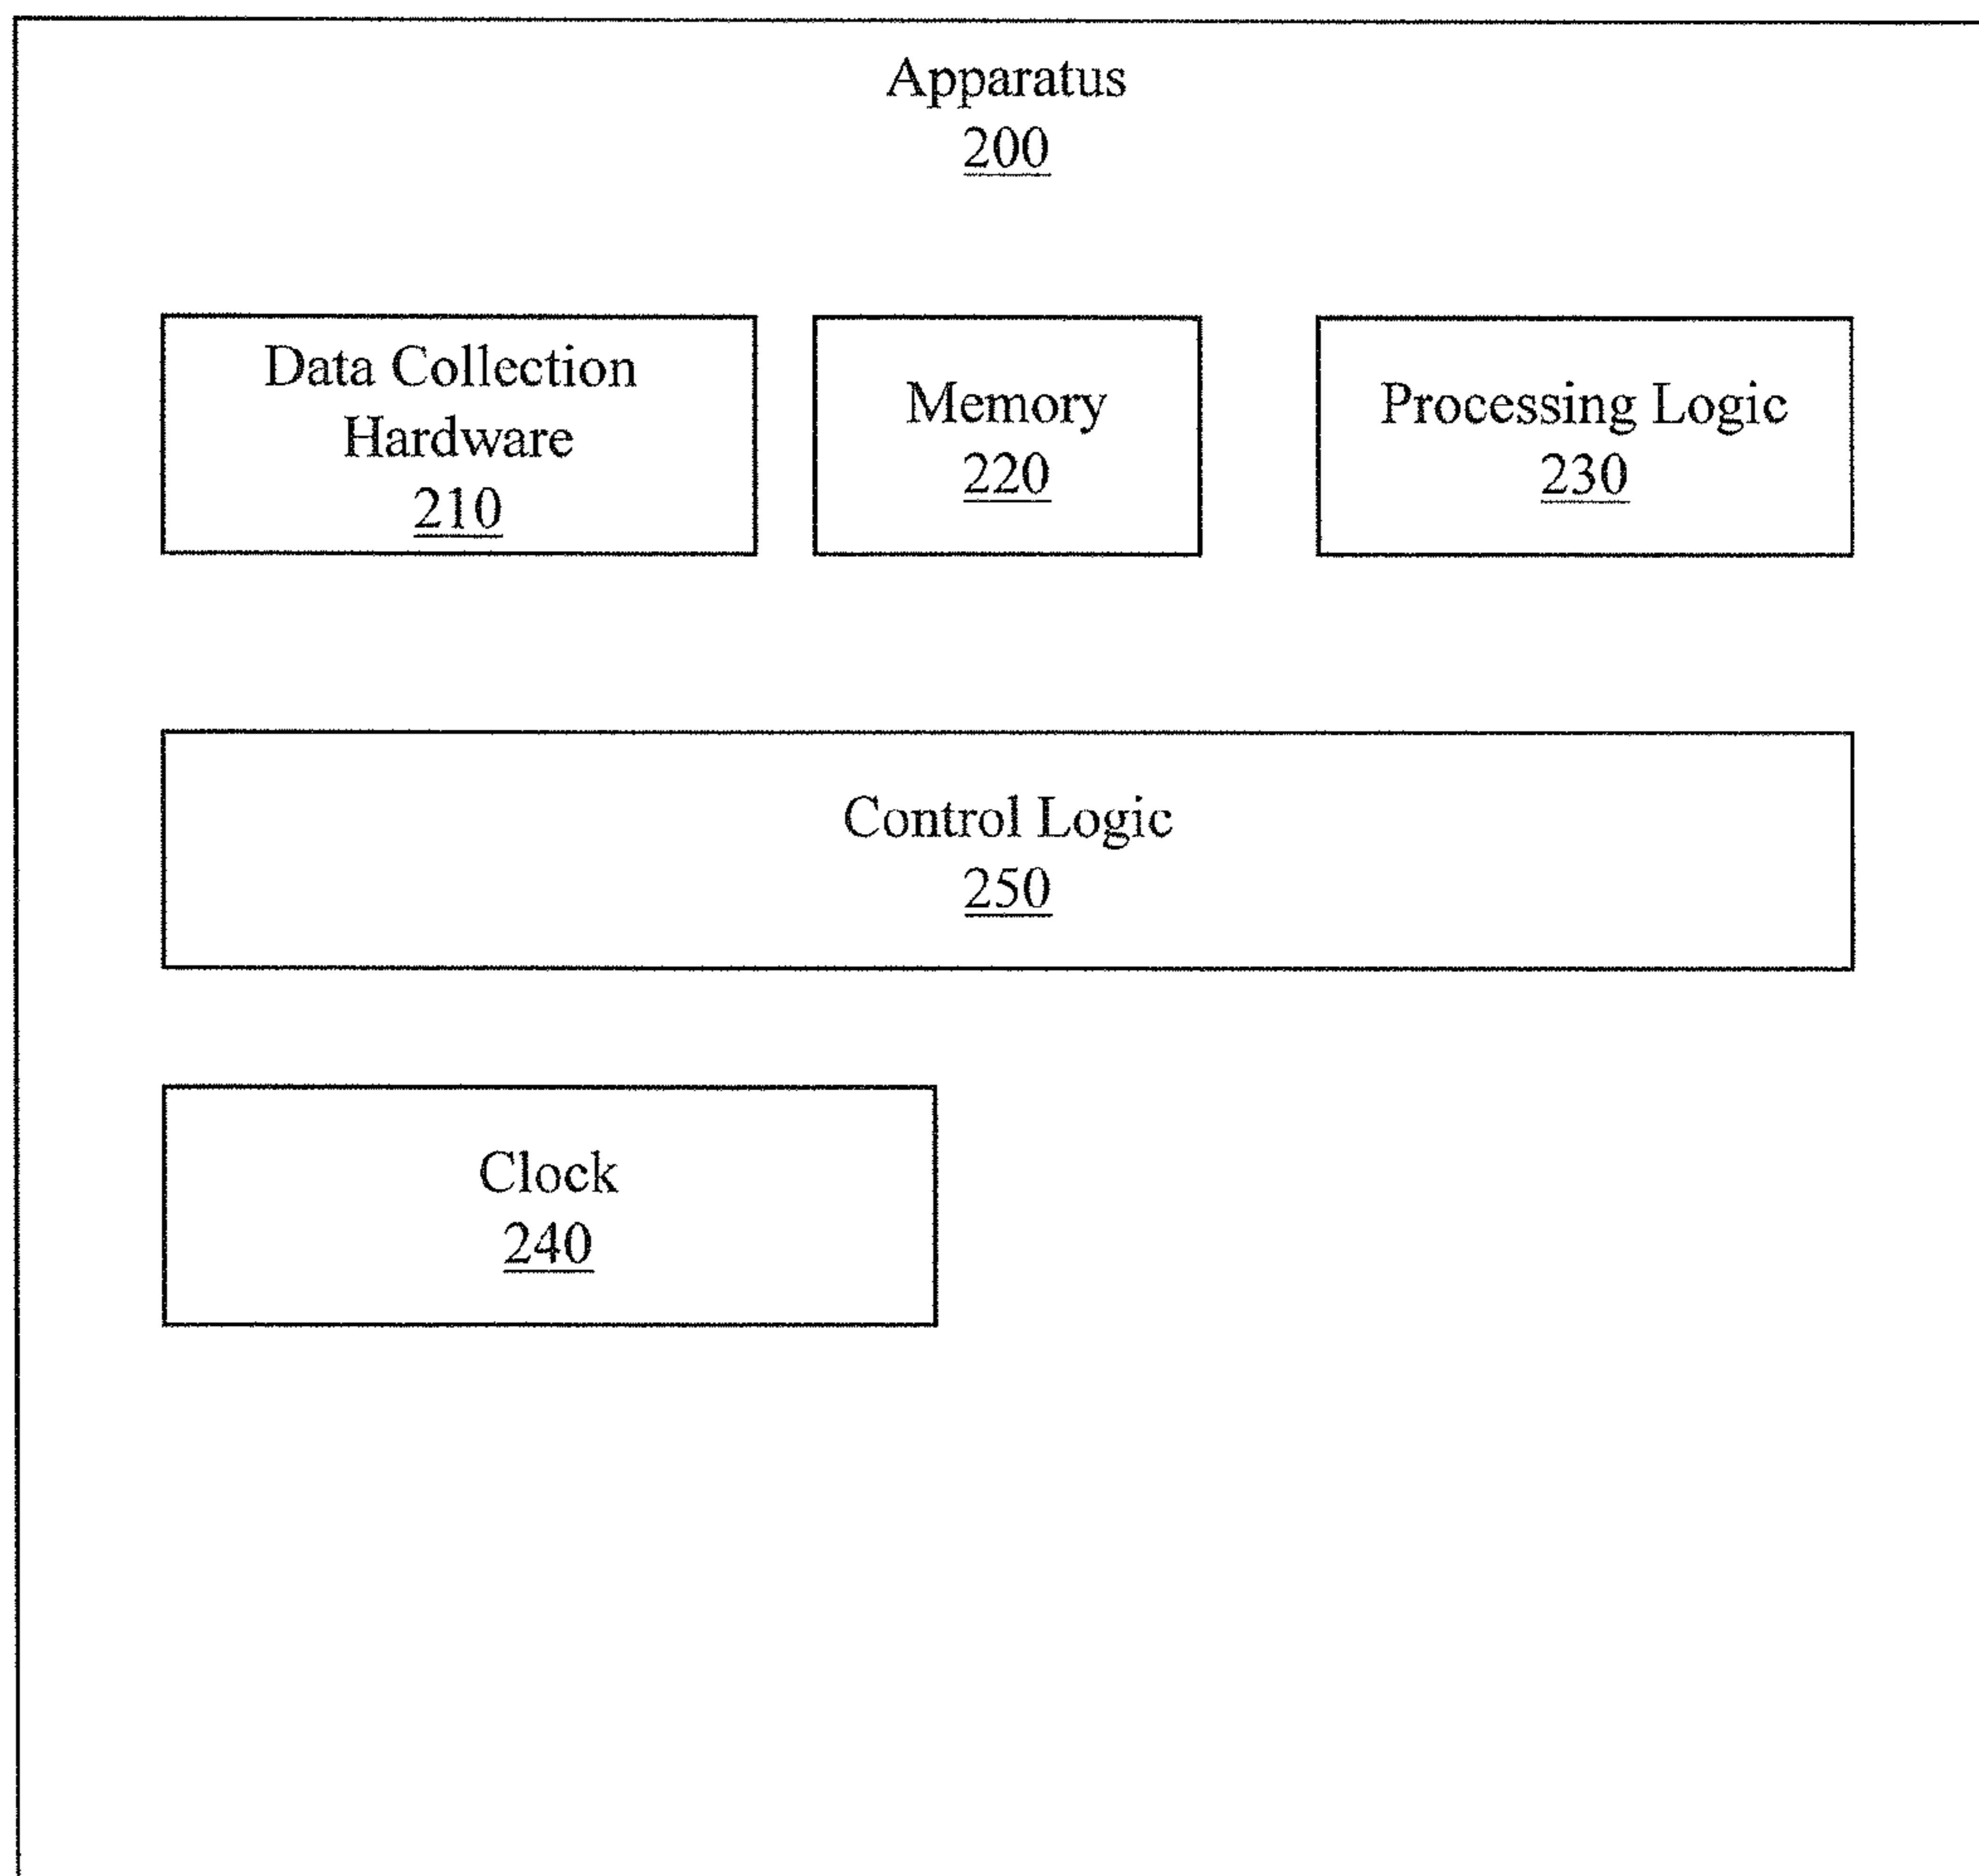 Apparatus
200
Data Collection
Hardware
210
Memory
220
Processing Logic
230
Control Logic
250
Clock
240